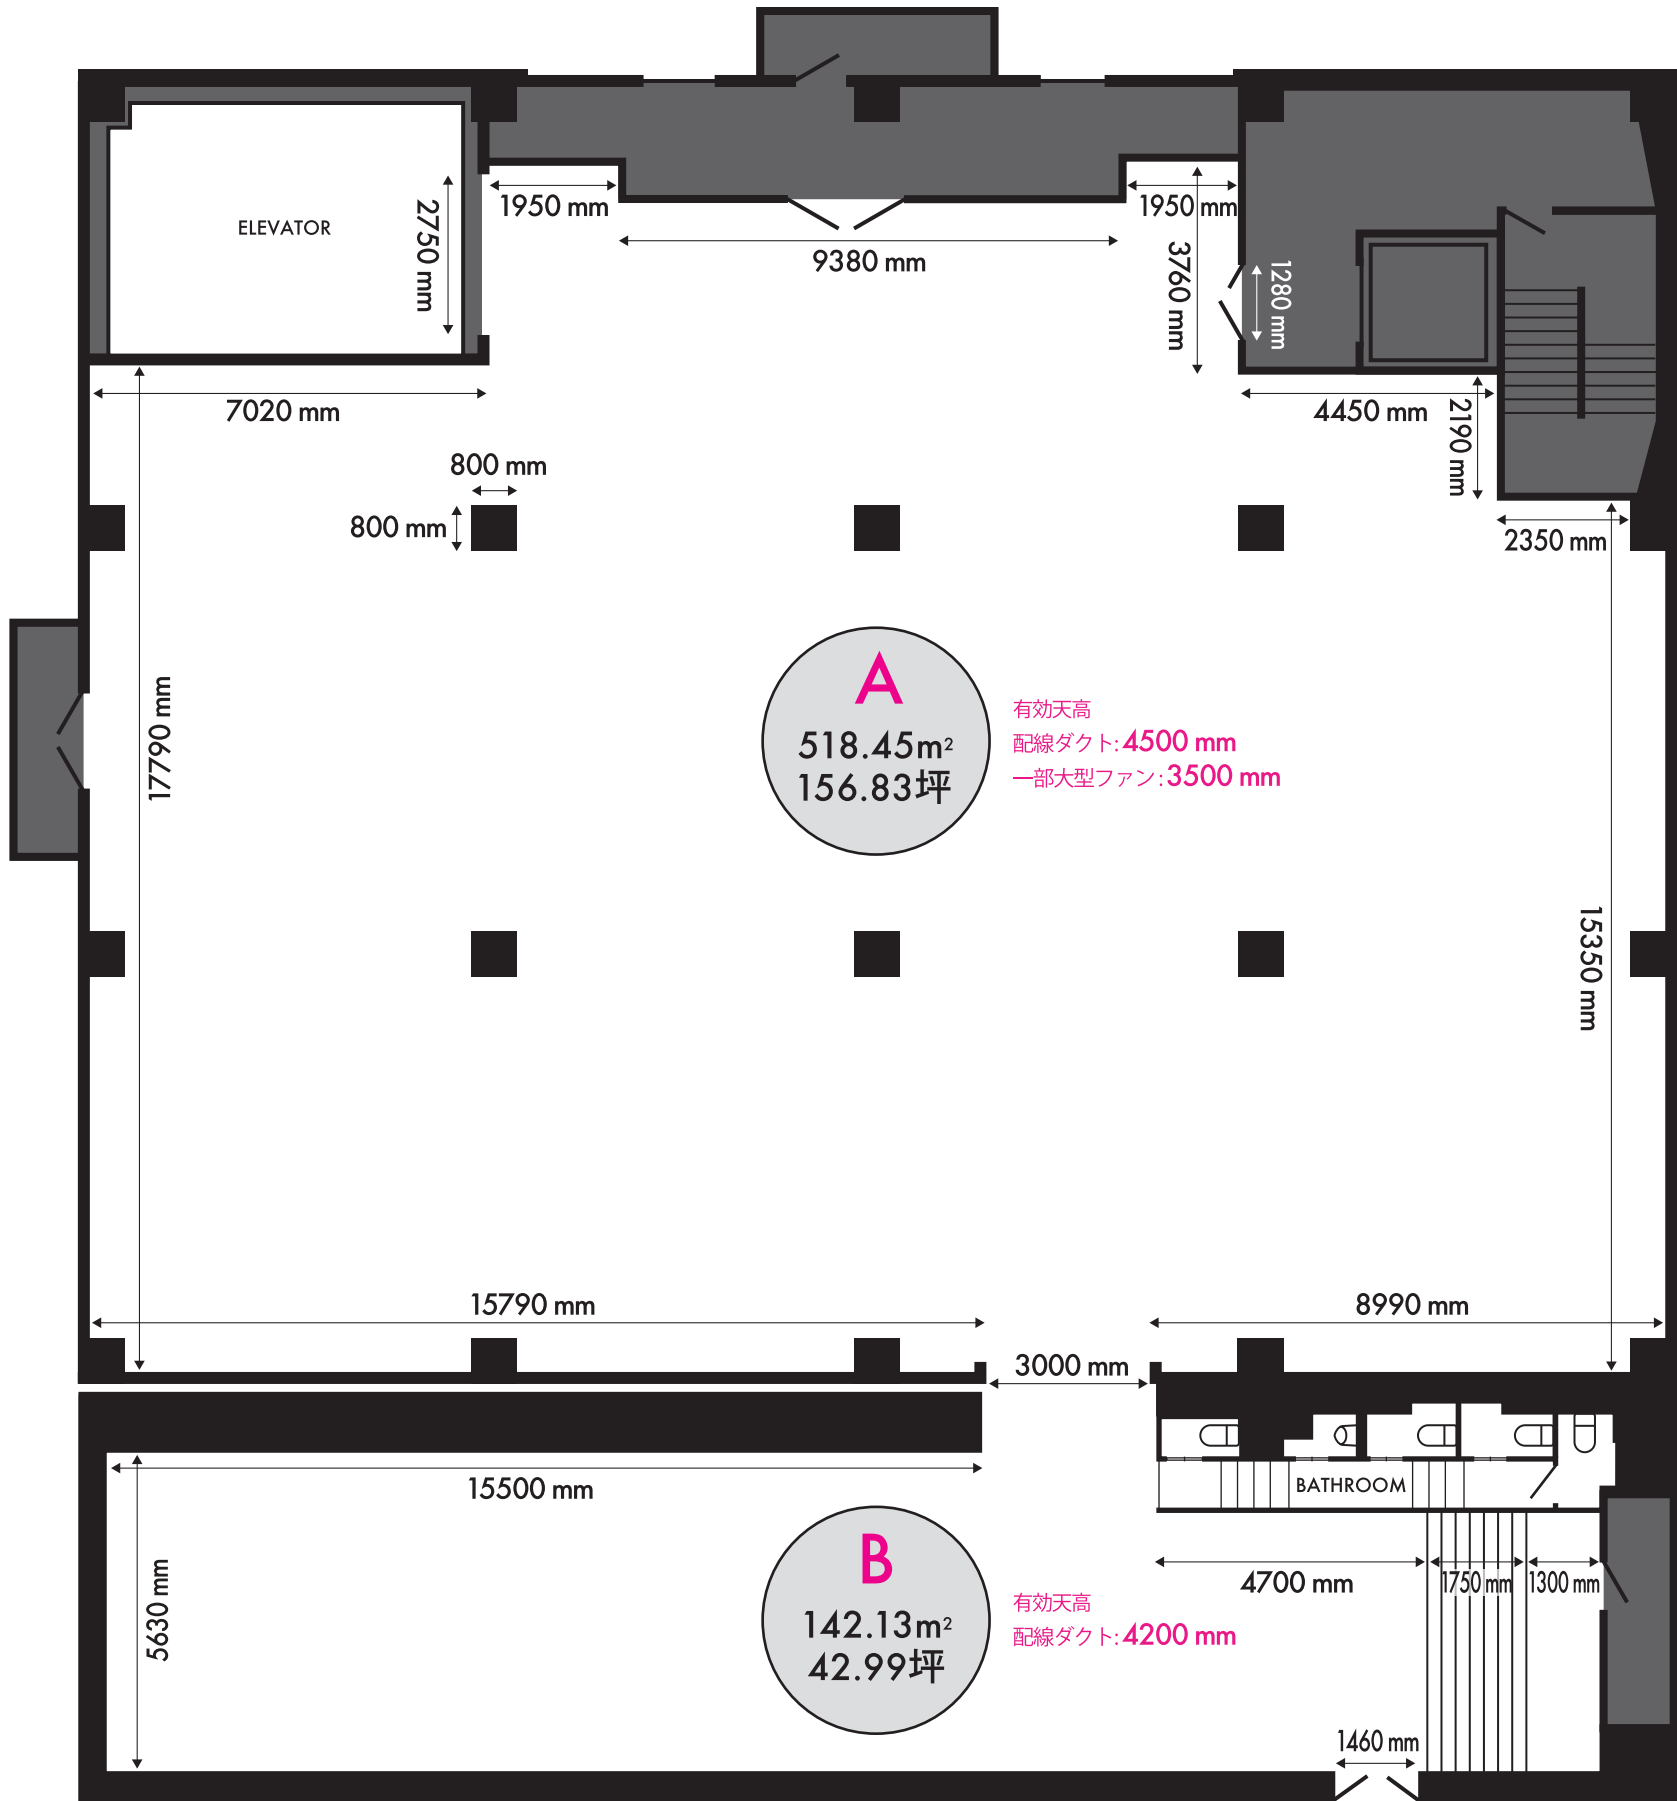 ELEVATOR
2750 mm
1950 mm
9380 mm
1950 mm
3760 mm
1280 mm
7020 mm
4450 mm
2190 mm
800 mm
800 mm
2350 mm
17790 mm
A
518.45m²
156.83坪
有効天高
配線ダクト: 4500 mm
一部大型ファン: 3500 mm
15350 mm
15790 mm
8990 mm
3000 mm
15500 mm
BATHROOM
5630 mm
B
142.13m²
42.99坪
有効天高
配線ダクト: 4200 mm
4700 mm
1750 mm
1300 mm
1460 mm